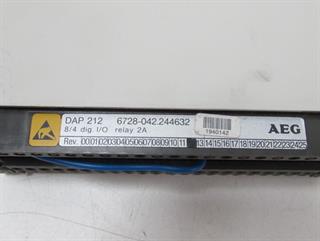 DAP 212 6728-042.244632
8/4 dig. I/O relay 2A
1940142
AEG
Rev. 00 01 02 03 04 05 06 07 08 09 10 11 13 14 15 16 17 18 19 20 21 22 23 24 25